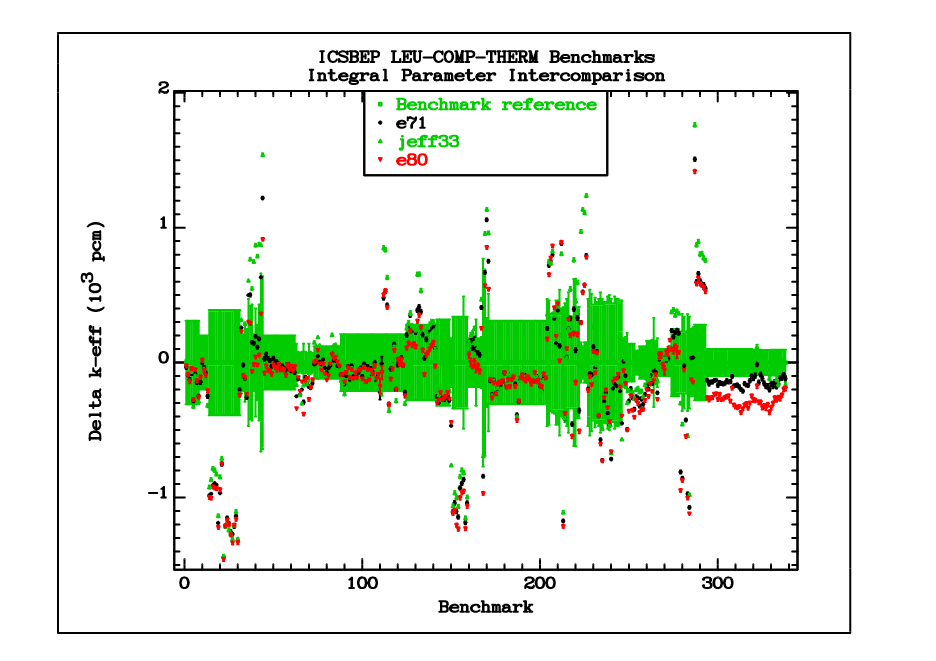 ICSBEP LEU-COMP-THERM Benchmarks
Integral Parameter Intercomparison
Benchmark reference
e71
jeff33
e80
2
1
0
-1
Delta k-eff (10³ pcm)
0 100 200 300
Benchmark